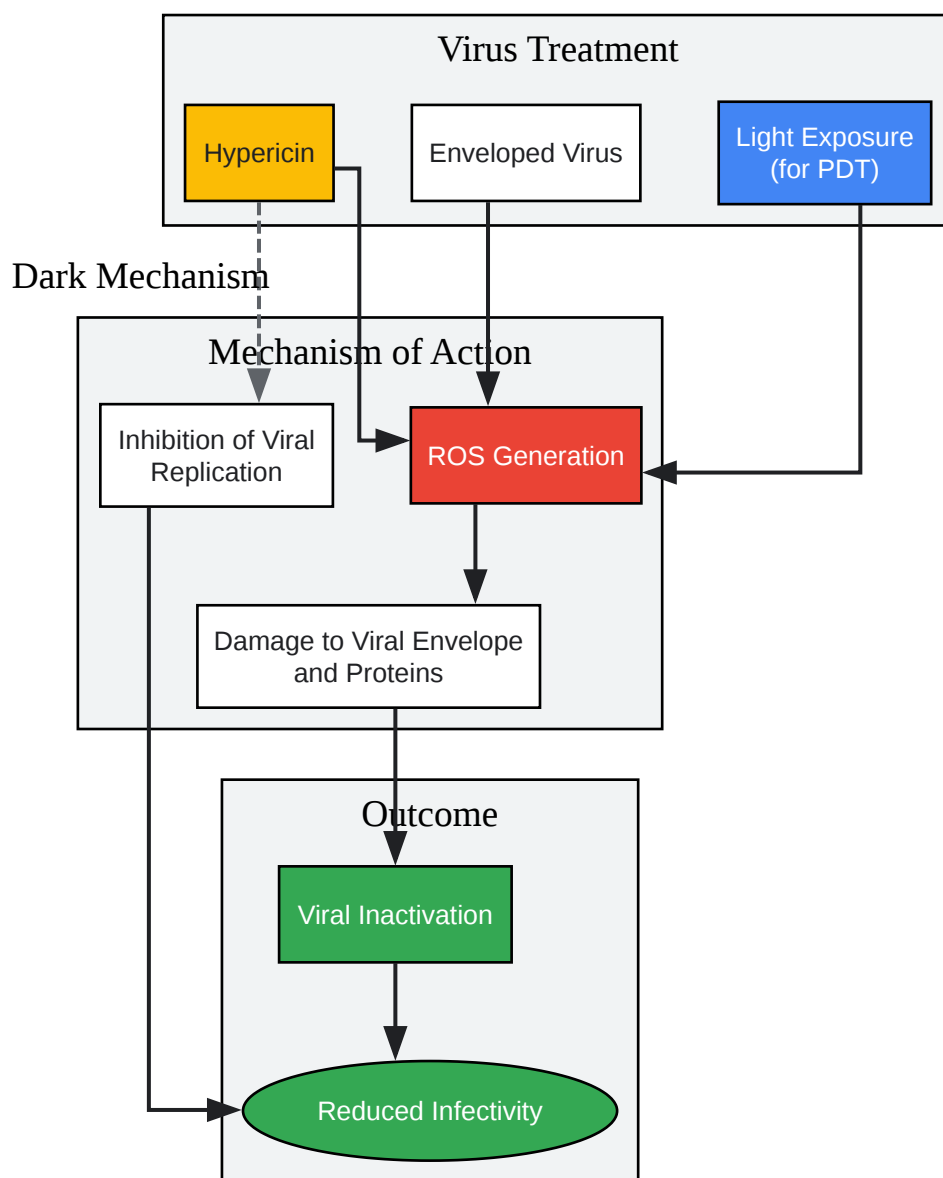 Virus Treatment
Hypericin
Enveloped Virus
Light Exposure
(for PDT)
Dark Mechanism
Mechanism of Action
Inhibition of Viral
Replication
ROS Generation
Damage to Viral Envelope
and Proteins
Outcome
Viral Inactivation
Reduced Infectivity